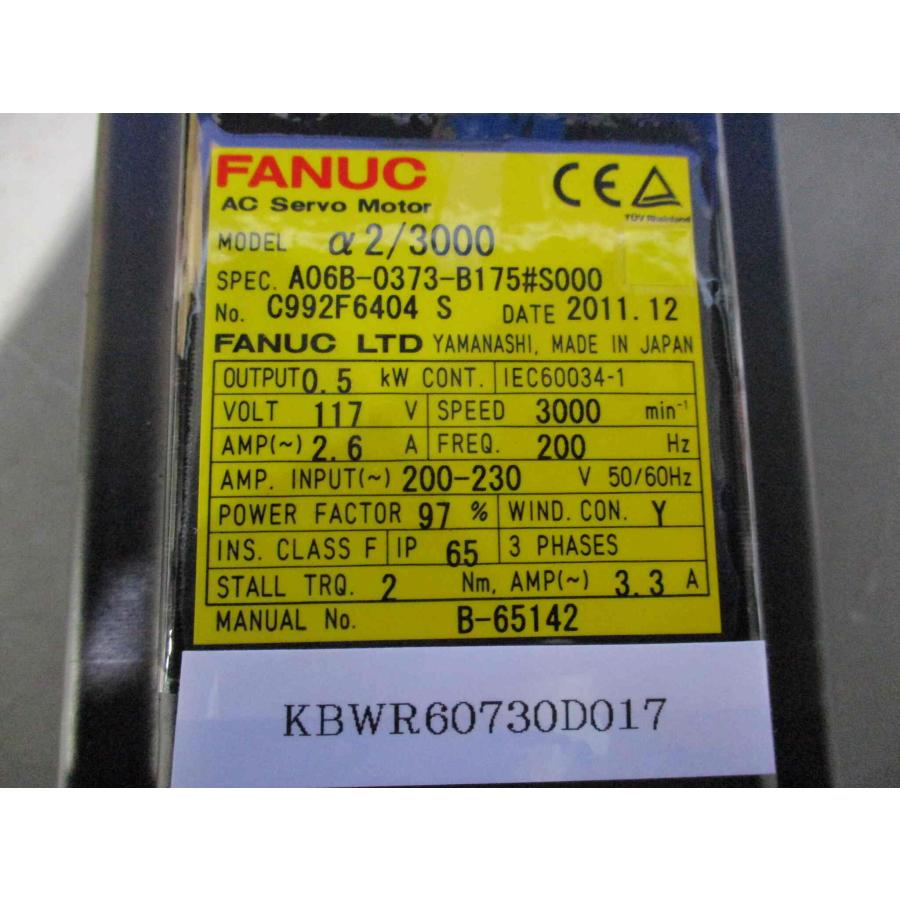 FANUC
AC Servo Motor
CE
TÜV Rheinland
MODEL α2/3000
SPEC. A06B-0373-B175#S000
No. C992F6404 S DATE 2011.12
FANUC LTD YAMANASHI, MADE IN JAPAN
OUTPUT 0.5 kW CONT. IEC60034-1
VOLT 117 V SPEED 3000 min⁻¹
AMP(~) 2.6 A FREQ. 200 Hz
AMP. INPUT(~) 200-230 V 50/60Hz
POWER FACTOR 97 % WIND. CON. Y
INS. CLASS F IP 65 3 PHASES
STALL TRQ. 2 Nm, AMP(~) 3.3 A
MANUAL No. B-65142
KBWR60730D017